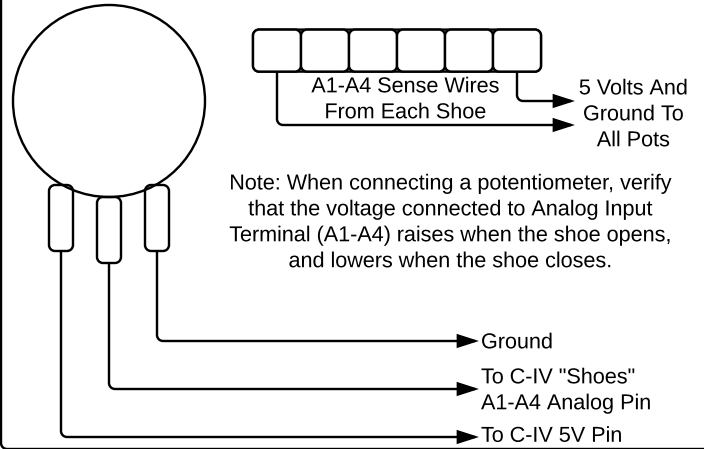 A1-A4 Sense Wires
From Each Shoe
5 Volts And
Ground To
All Pots
Note: When connecting a potentiometer, verify
that the voltage connected to Analog Input
Terminal (A1-A4) raises when the shoe opens,
and lowers when the shoe closes.
Ground
To C-IV "Shoes"
A1-A4 Analog Pin
To C-IV 5V Pin